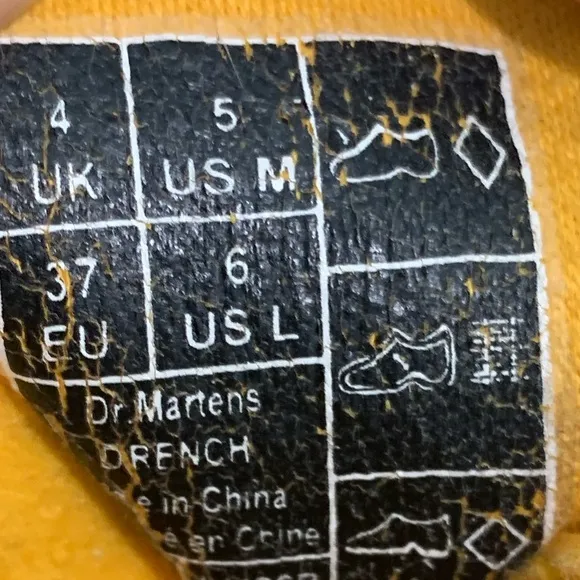 4
UK
5
US M
37
EU
6
US L
Dr.Martens
DRENCH
in China